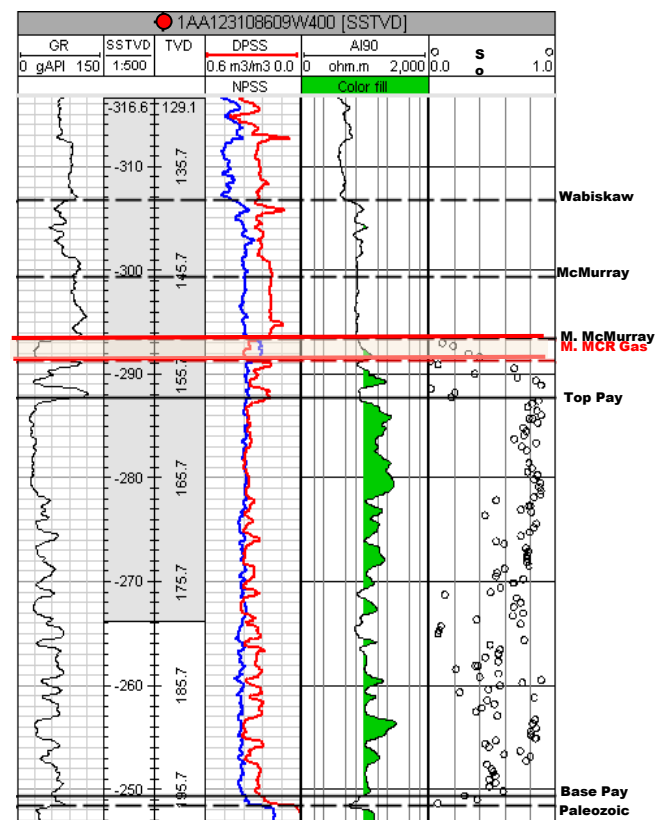 1AA123108609W400 [SSTVD]
GR SSTVD TVD DPSS AI90 S
0 gAPI 150 1:500 0.6 m3/m3 0.0 0 ohm.m 2,000 0.0 o 1.0
NPSS Color fill
-316.6 129.1
-310 135.7
Wabiskaw
-300 145.7
McMurray
M. McMurray
M. MCR Gas
-290 155.7
Top Pay
-280 165.7
-270 175.7
-260 185.7
-250 195.7
Base Pay
Paleozoic